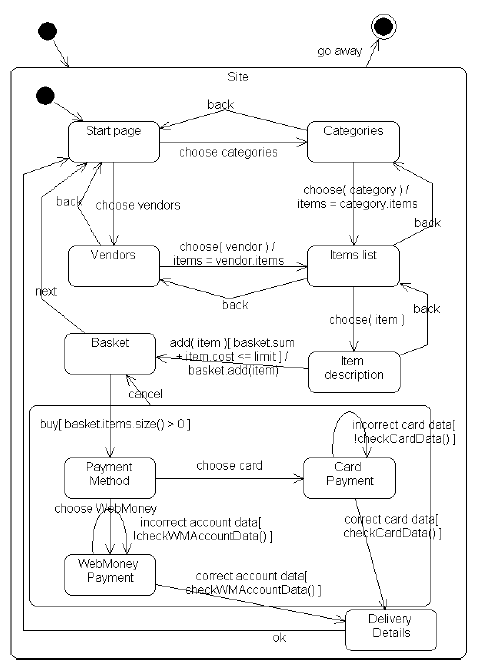 go away
Site
back
Start page
Categories
choose categories
choose( category ) /
items = category.items
back
choose vendors
back
Vendors
choose( vendor ) /
items = vendor.items
Items list
back
next
choose( item )
back
Basket
add( item )[ basket.sum
+ item.cost <= limit ] /
basket.add(item)
Item
description
cancel
buy[ basket.items.size() > 0 ]
incorrect card data[
!checkCardData() ]
Payment
Method
choose card
Card
Payment
choose WebMoney
incorrect account data[
!checkWMAccountData() ]
correct card data[
checkCardData() ]
WebMoney
Payment
correct account data[
checkWMAccountData() ]
Delivery
Details
ok